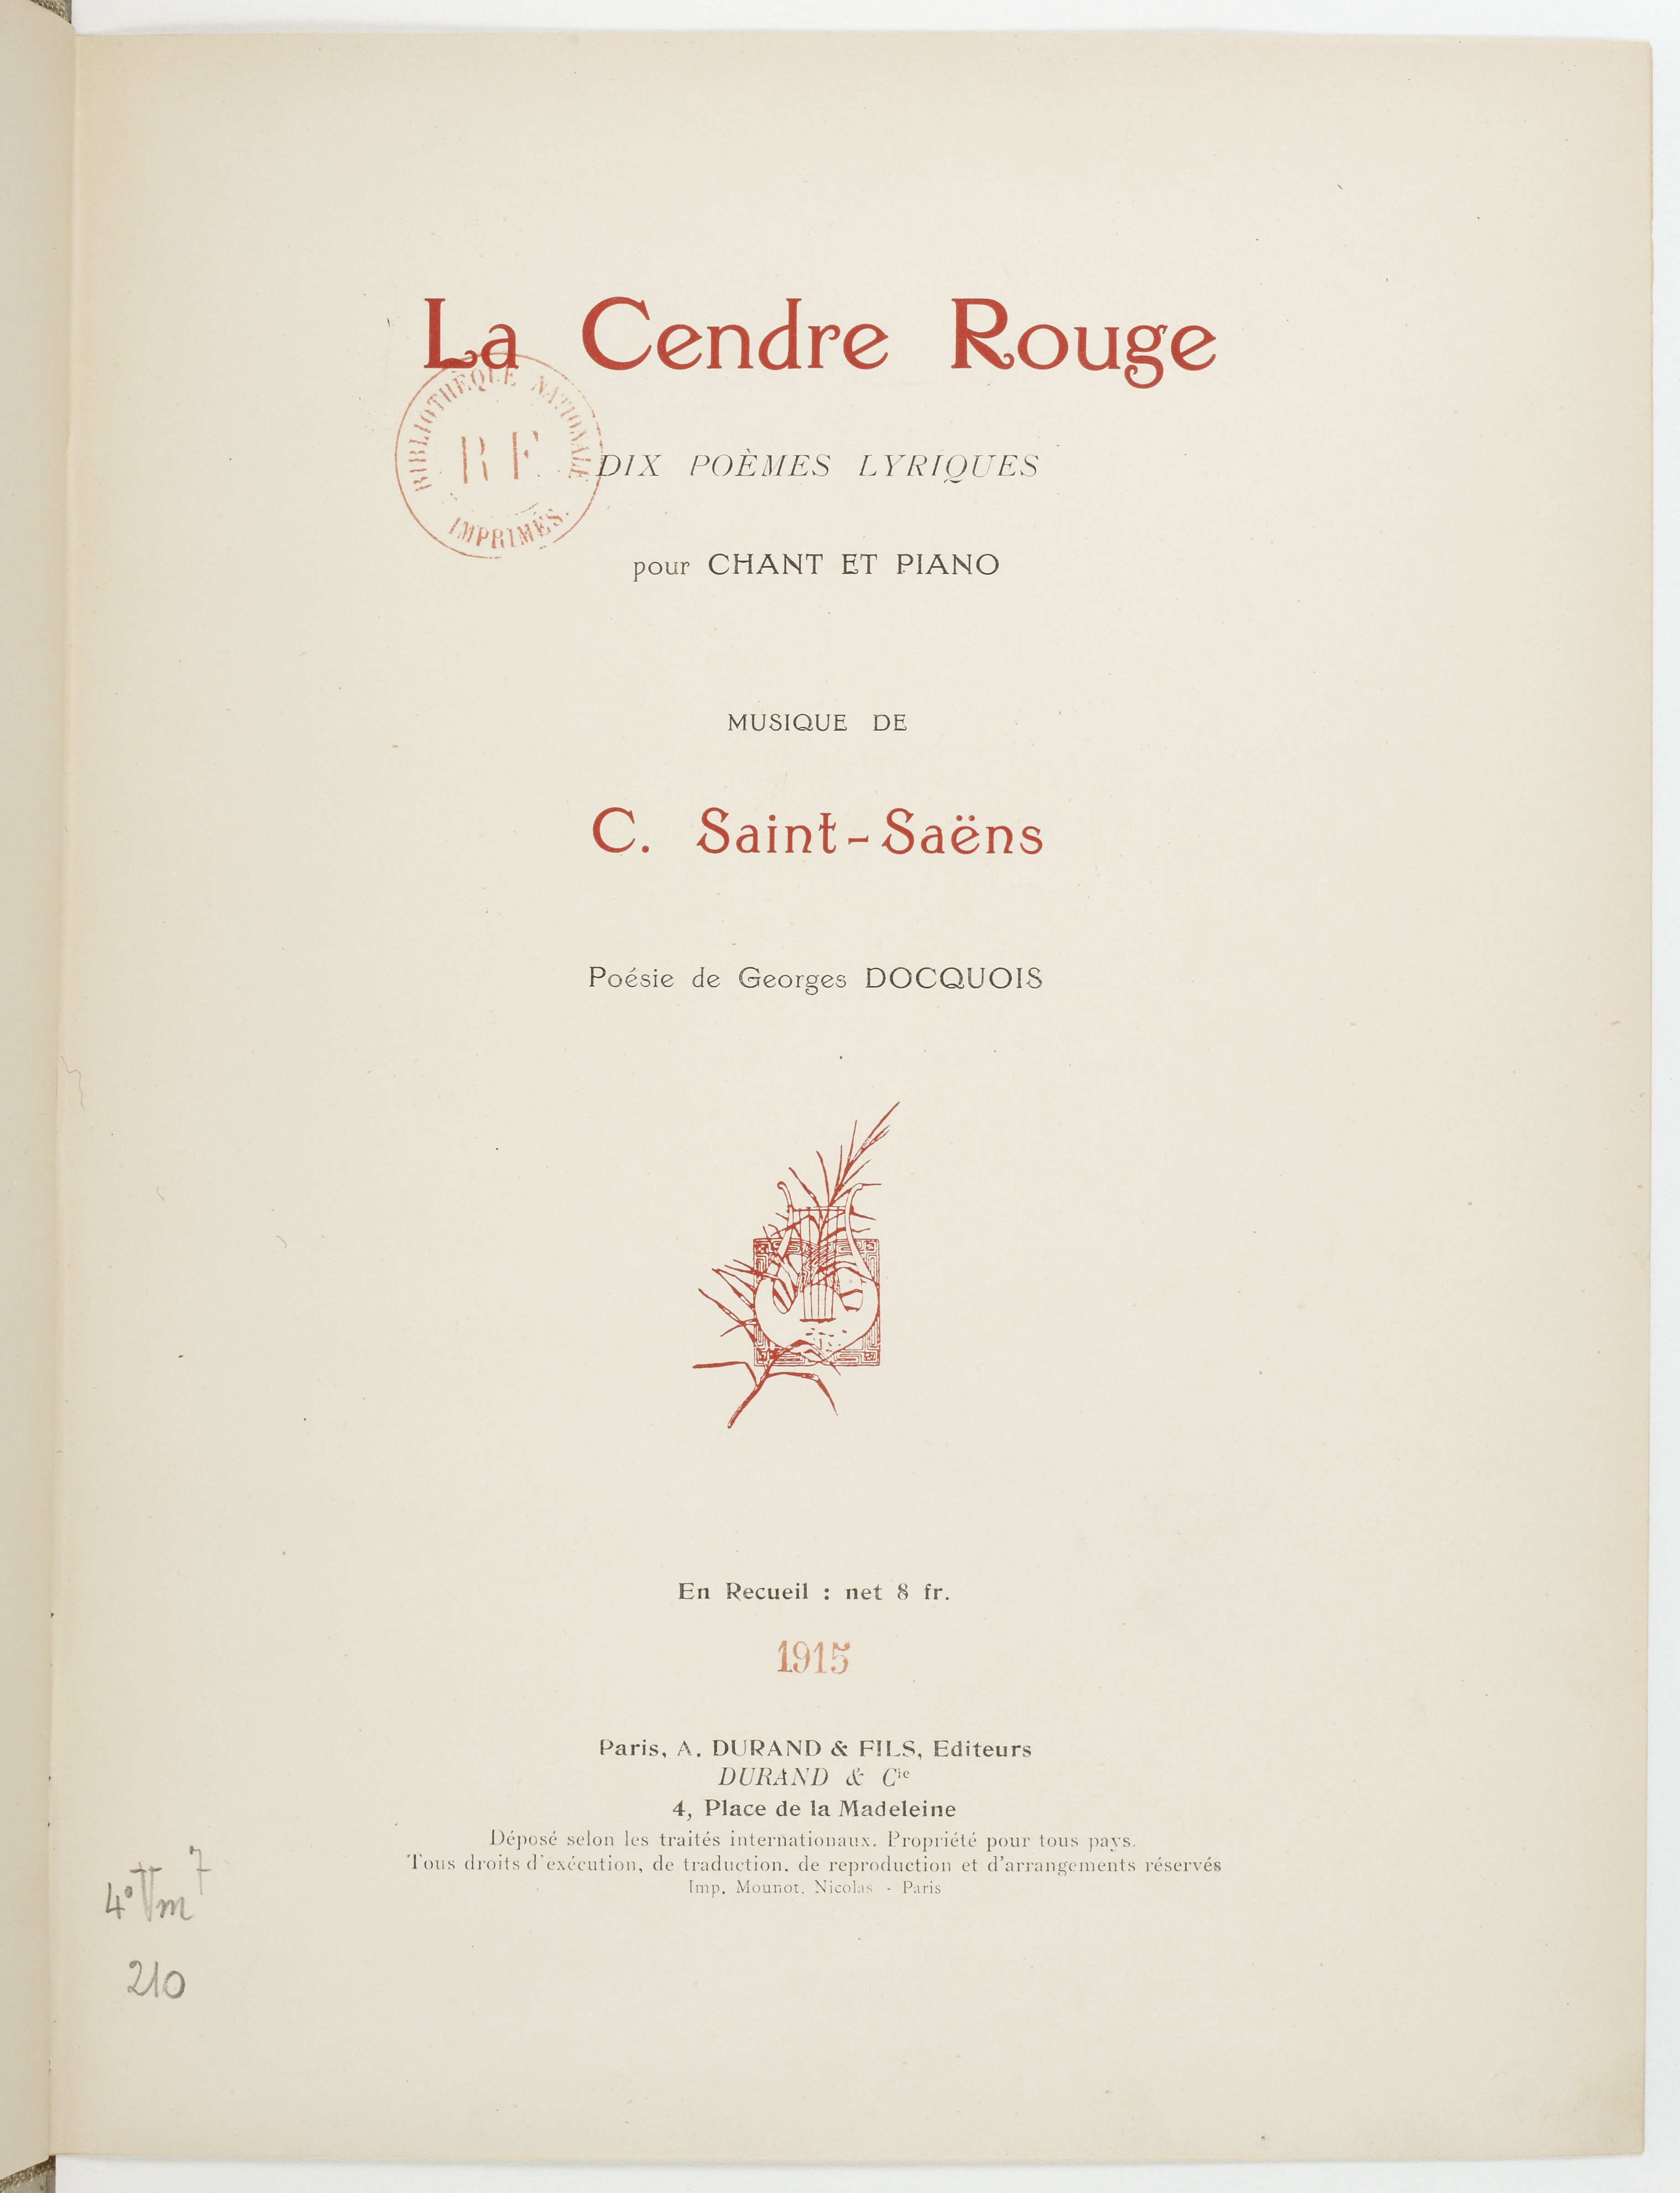 La Cendre Rouge
BIBLIOTHÈQUE NATIONALE
R F
IMPRIMÉS.
DIX POÈMES LYRIQUES
pour CHANT ET PIANO
MUSIQUE DE
C. Saint-Saëns
Poésie de Georges DOCQUOIS
En Recueil : net 8 fr.
1915
Paris, A. DURAND & FILS, Editeurs
DURAND & Cie
4, Place de la Madeleine
Déposé selon les traités internationaux. Propriété pour tous pays.
Tous droits d'exécution, de traduction, de reproduction et d'arrangements réservés
Imp. Mounot. Nicolas - Paris
4° Vm 7
210